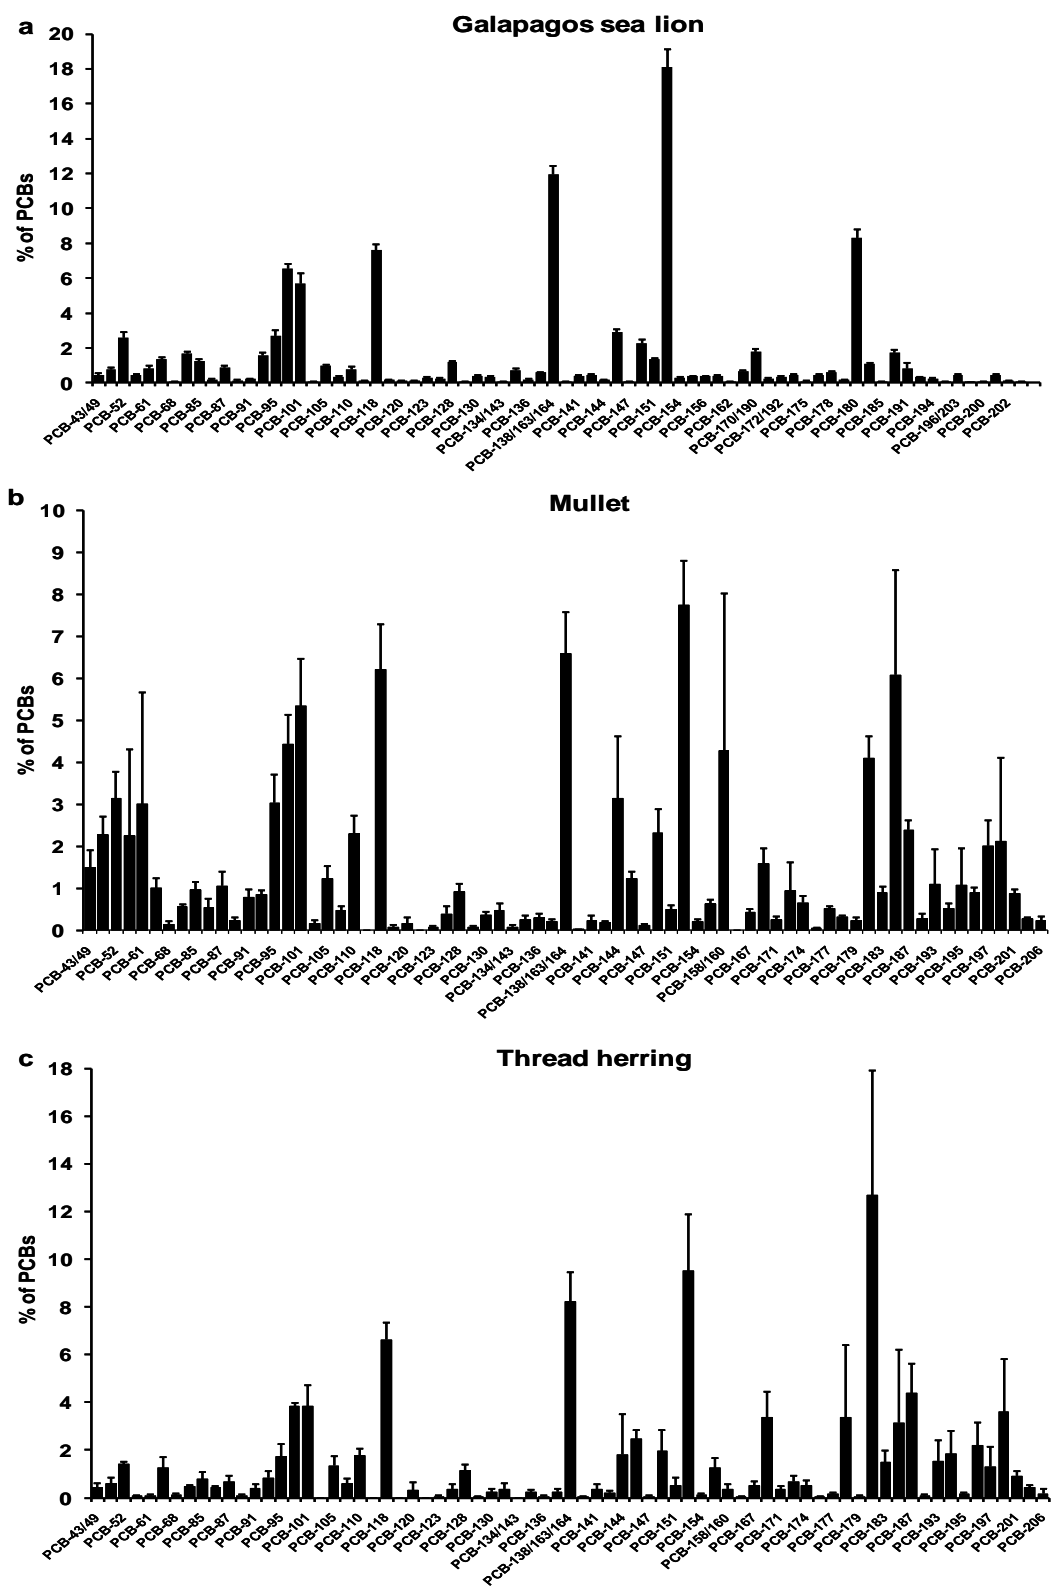 a
Galapagos sea lion
% of PCBs
20
18
16
14
12
10
8
6
4
2
0
PCB-43/49
PCB-52
PCB-61
PCB-68
PCB-85
PCB-87
PCB-91
PCB-95
PCB-101
PCB-105
PCB-110
PCB-118
PCB-120
PCB-123
PCB-128
PCB-130
PCB-134/143
PCB-136
PCB-138/163/164
PCB-141
PCB-144
PCB-147
PCB-151
PCB-154
PCB-156
PCB-162
PCB-170/190
PCB-172/192
PCB-175
PCB-178
PCB-180
PCB-185
PCB-191
PCB-194
PCB-196/203
PCB-200
PCB-202
b
Mullet
% of PCBs
10
9
8
7
6
5
4
3
2
1
0
PCB-43/49
PCB-52
PCB-61
PCB-68
PCB-85
PCB-87
PCB-91
PCB-95
PCB-101
PCB-105
PCB-110
PCB-118
PCB-120
PCB-123
PCB-128
PCB-130
PCB-134/143
PCB-136
PCB-138/163/164
PCB-141
PCB-144
PCB-147
PCB-151
PCB-154
PCB-158/160
PCB-167
PCB-171
PCB-174
PCB-177
PCB-179
PCB-183
PCB-187
PCB-193
PCB-195
PCB-197
PCB-201
PCB-206
c
Thread herring
% of PCBs
18
16
14
12
10
8
6
4
2
0
PCB-43/49
PCB-52
PCB-61
PCB-68
PCB-85
PCB-87
PCB-91
PCB-95
PCB-101
PCB-105
PCB-110
PCB-118
PCB-120
PCB-123
PCB-128
PCB-130
PCB-134/143
PCB-136
PCB-138/163/164
PCB-141
PCB-144
PCB-147
PCB-151
PCB-154
PCB-158/160
PCB-167
PCB-171
PCB-174
PCB-177
PCB-179
PCB-183
PCB-187
PCB-193
PCB-195
PCB-197
PCB-201
PCB-206